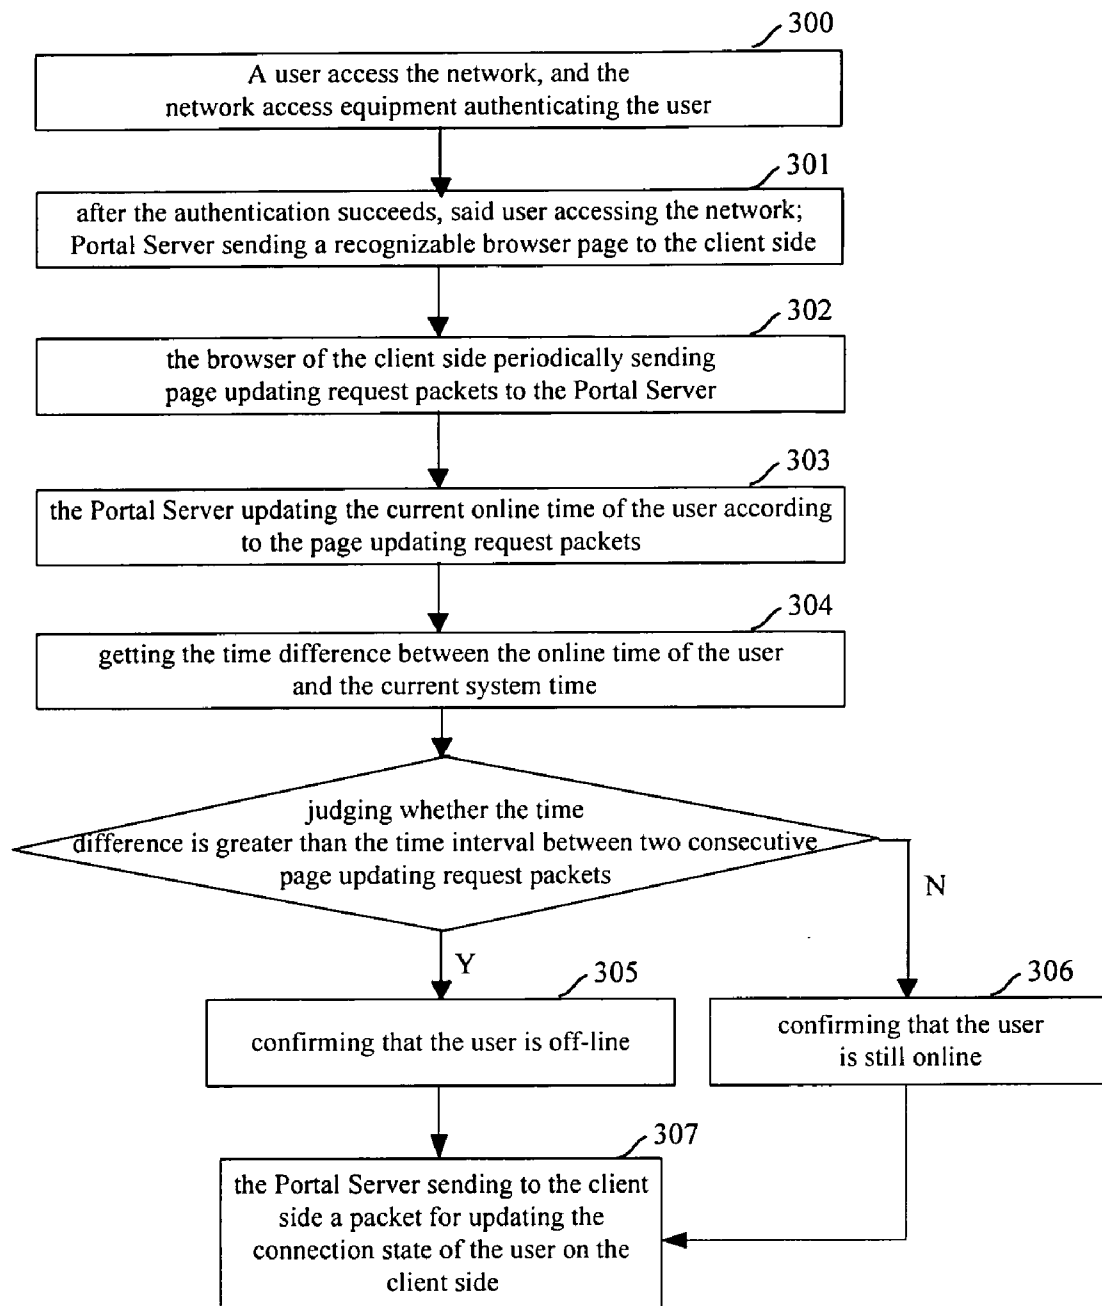 300
A user access the network, and the
network access equipment authenticating the user
301
after the authentication succeeds, said user accessing the network;
Portal Server sending a recognizable browser page to the client side
302
the browser of the client side periodically sending
page updating request packets to the Portal Server
303
the Portal Server updating the current online time of the user according
to the page updating request packets
304
getting the time difference between the online time of the user
and the current system time
judging whether the time
difference is greater than the time interval between two consecutive
page updating request packets
N
Y
305
confirming that the user is off-line
306
confirming that the user
is still online
307
the Portal Server sending to the client
side a packet for updating the
connection state of the user on the
client side